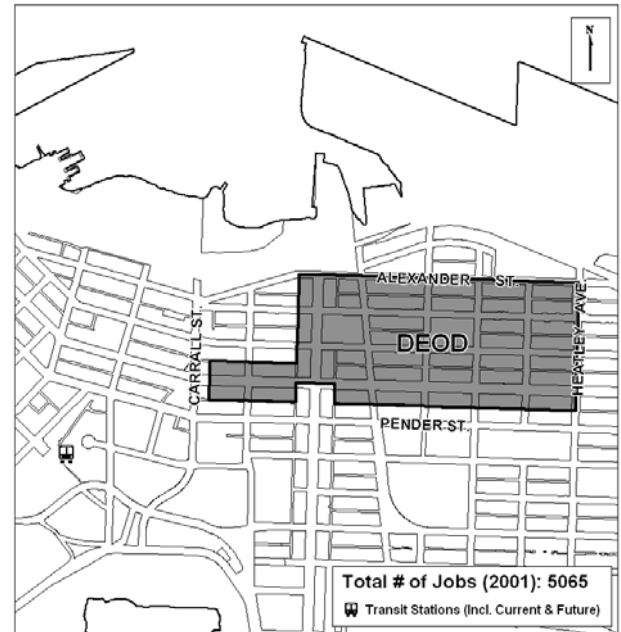 N
ALEXANDER ST.
CARRALL ST.
DEOD
HEATLEY AVE.
PENDER ST.
Total # of Jobs (2001): 5065
Transit Stations (Incl. Current & Future)